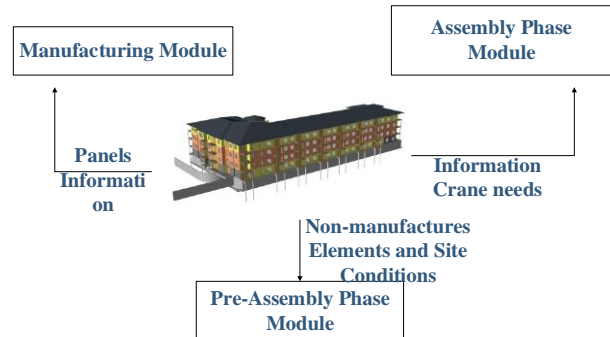 Manufacturing Module
Assembly Phase
Module
Panels
Informati
on
Information
Crane needs
Non-manufactures
Elements and Site
Conditions
Pre-Assembly Phase
Module